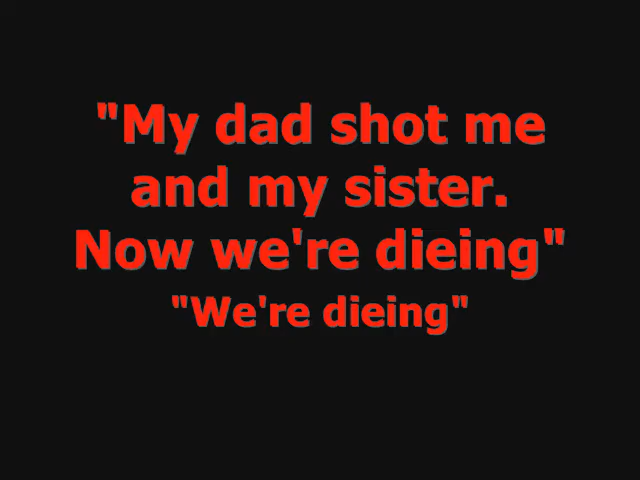 "My dad shot me
and my sister.
Now we're dieing"
"We're dieing"